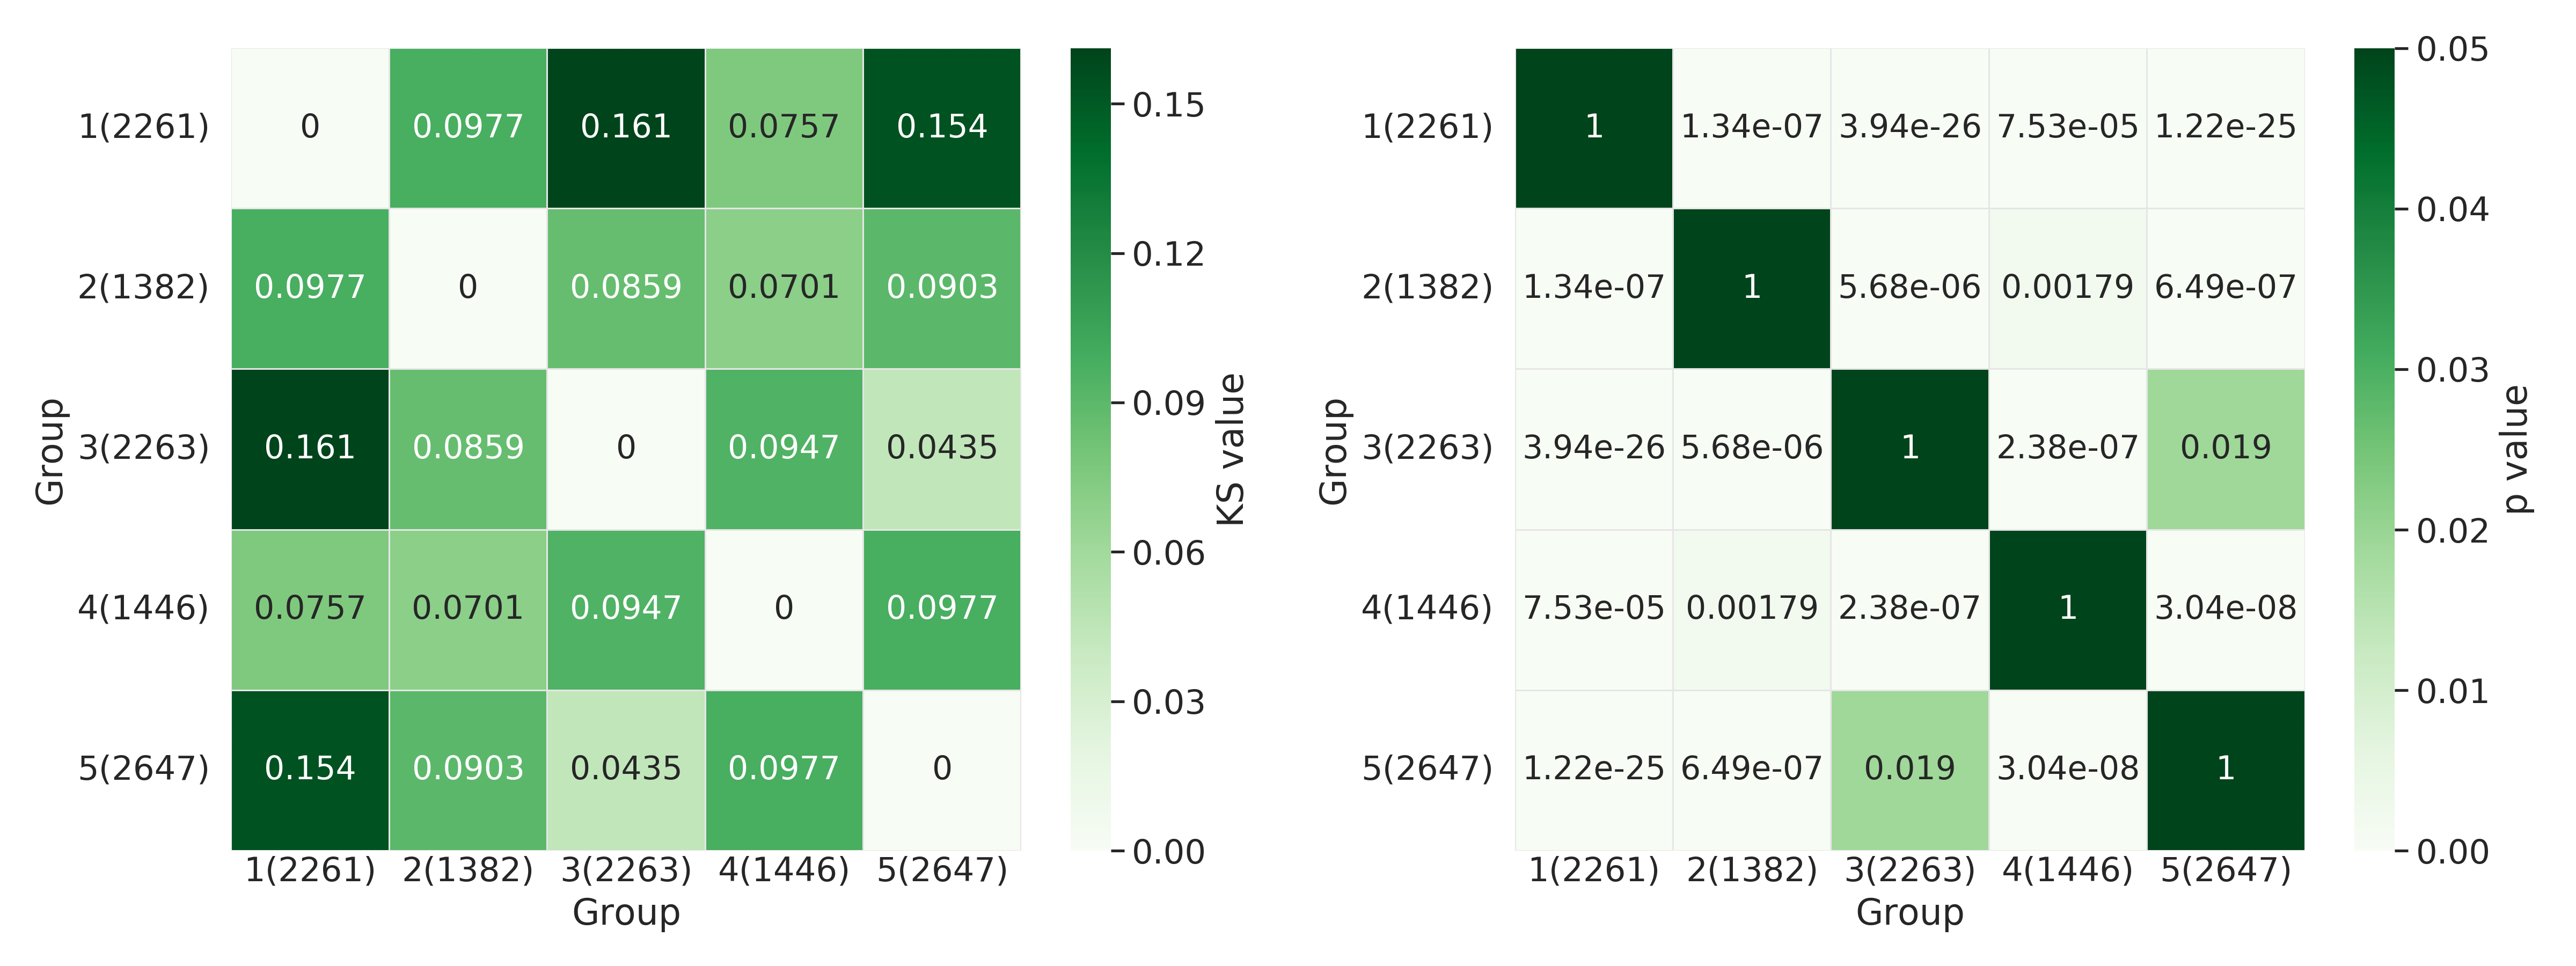 1(2261) 0 0.0977 0.161 0.0757 0.154
2(1382) 0.0977 0 0.0859 0.0701 0.0903
3(2263) 0.161 0.0859 0 0.0947 0.0435
4(1446) 0.0757 0.0701 0.0947 0 0.0977
5(2647) 0.154 0.0903 0.0435 0.0977 0
1(2261) 2(1382) 3(2263) 4(1446) 5(2647)
Group
Group
0.15
0.12
0.09
0.06
0.03
0.00
KS value
1(2261) 1 1.34e-07 3.94e-26 7.53e-05 1.22e-25
2(1382) 1.34e-07 1 5.68e-06 0.00179 6.49e-07
3(2263) 3.94e-26 5.68e-06 1 2.38e-07 0.019
4(1446) 7.53e-05 0.00179 2.38e-07 1 3.04e-08
5(2647) 1.22e-25 6.49e-07 0.019 3.04e-08 1
1(2261) 2(1382) 3(2263) 4(1446) 5(2647)
Group
Group
0.05
0.04
0.03
0.02
0.01
0.00
p value